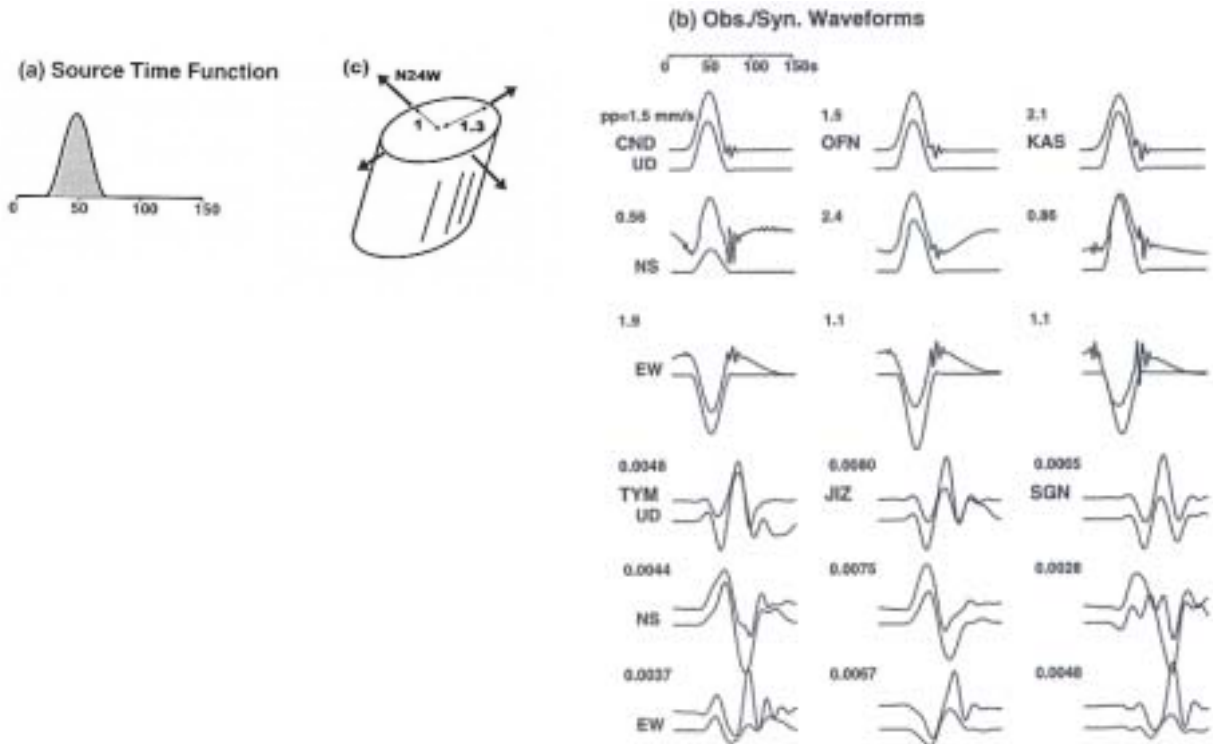 (b) Obs./Syn. Waveforms
0 50 100 150s
(a) Source Time Function
0 50 100 150
(c)
N24W
1 1.3
pp=1.5 mm/s 1.5 2.1
CND OFN KAS
UD
0.56 2.4 0.86
NS
1.9 1.1 1.1
EW
0.0048 0.0080 0.0065
TYM JIZ SGN
UD
0.0044 0.0075 0.0028
NS
0.0037 0.0067 0.0048
EW